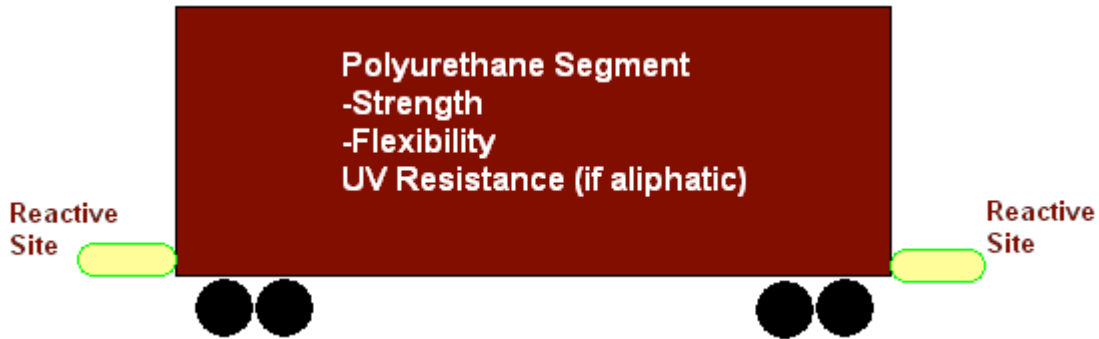 Polyurethane Segment
-Strength
-Flexibility
UV Resistance (if aliphatic)
Reactive
Site
Reactive
Site